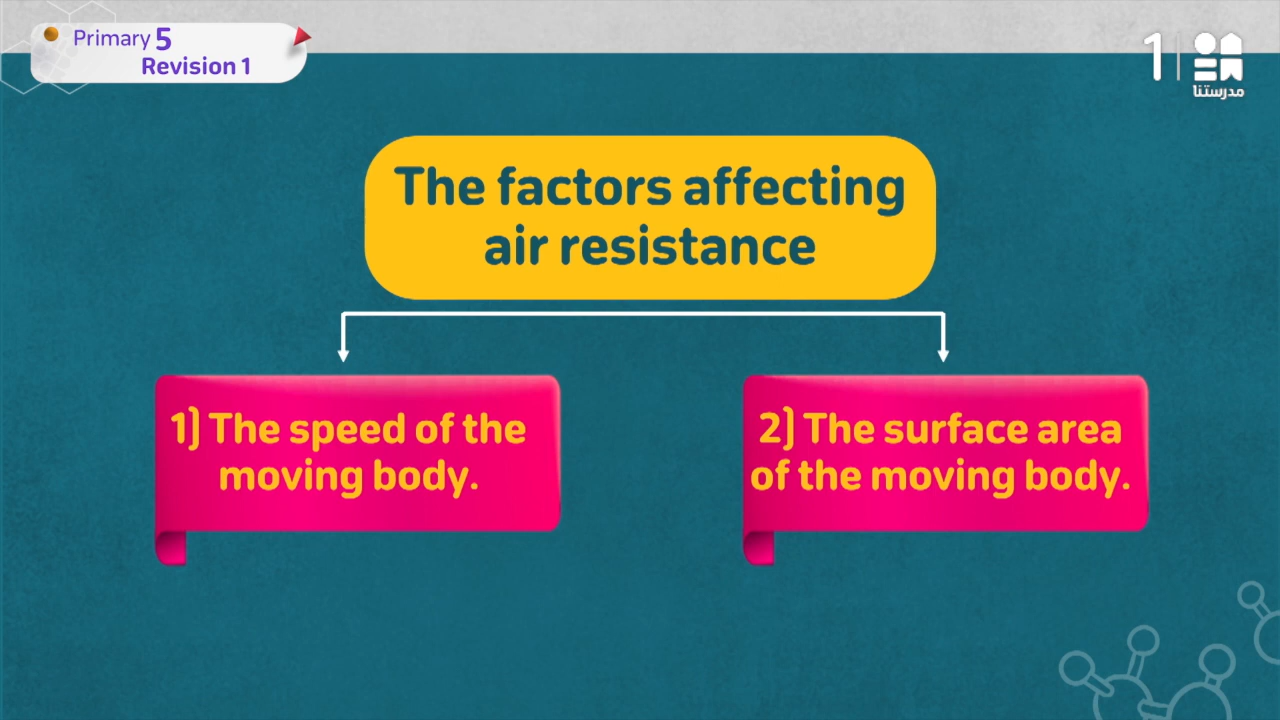 Primary 5
Revision 1
1
مدرستنا
The factors affecting
air resistance
1) The speed of the
moving body.
2) The surface area
of the moving body.